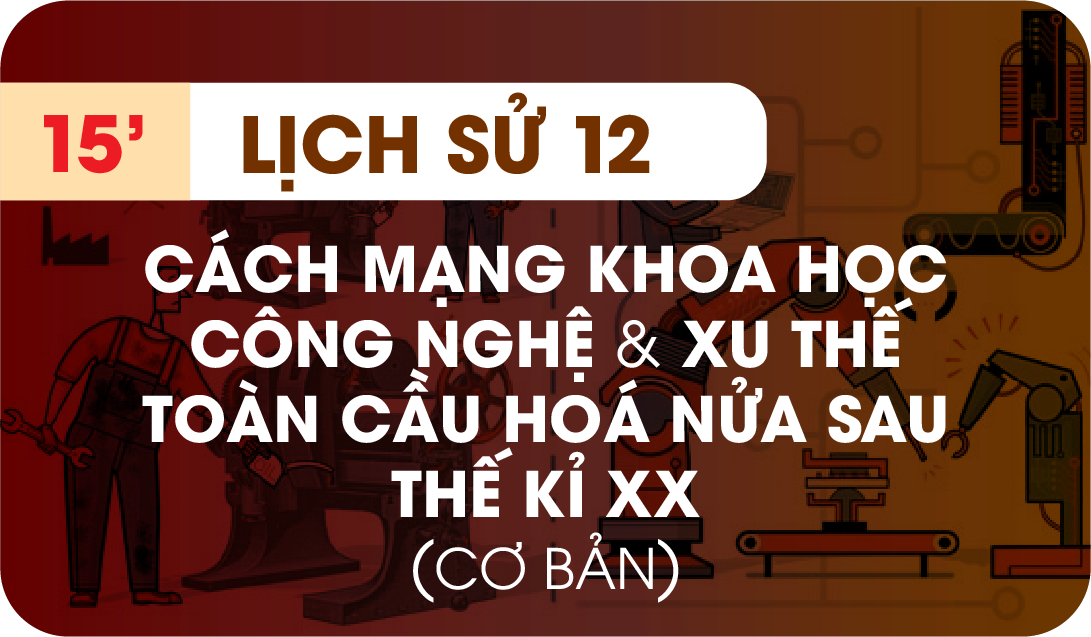 15’ LỊCH SỬ 12
CÁCH MẠNG KHOA HỌC
CÔNG NGHỆ & XU THẾ
TOÀN CẦU HOÁ NỬA SAU
THẾ KỈ XX
(CƠ BẢN)